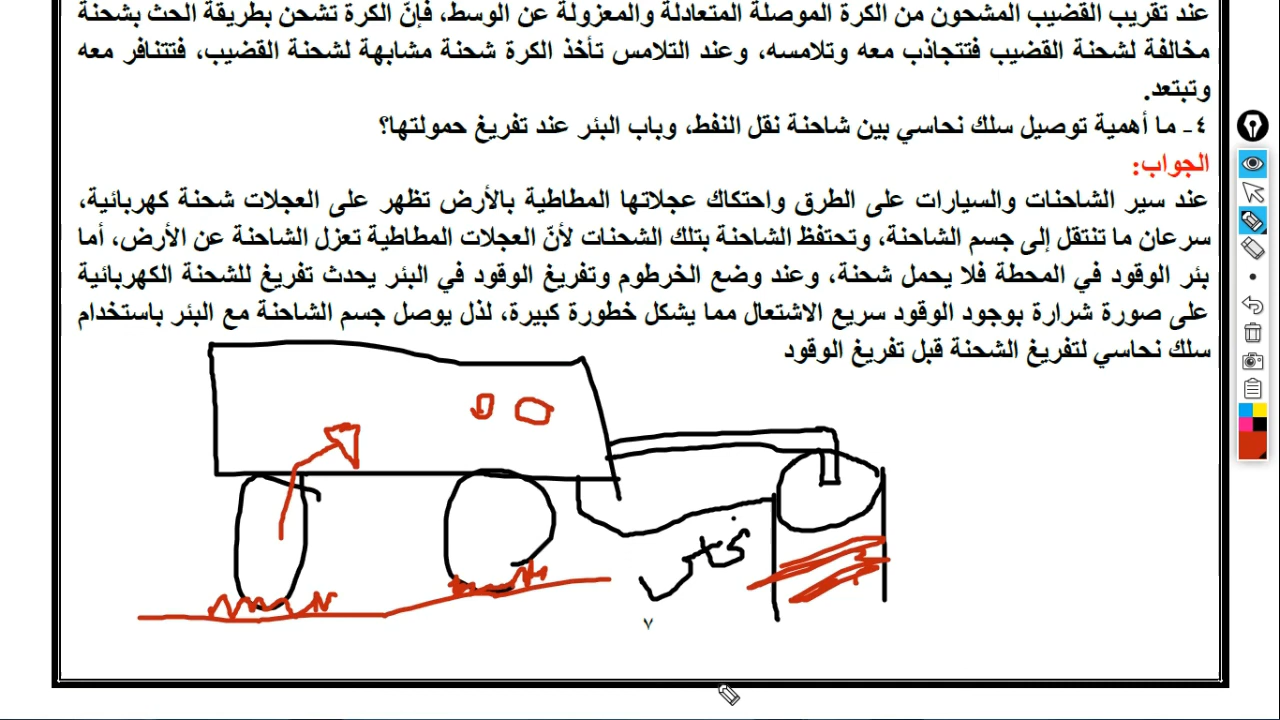 عند تقريب القضيب المشحون من الكرة الموصلة المتعادلة والمعزولة عن الوسط، فإنّ الكرة تشحن بطريقة الحث بشحنة
مخالفة لشحنة القضيب فتتجاذب معه وتلامسه، وعند التلامس تأخذ الكرة شحنة مشابهة لشحنة القضيب، فتتنافر معه
وتبتعد.
٤- ما أهمية توصيل سلك نحاسي بين شاحنة نقل النفط، وباب البئر عند تفريغ حمولتها؟
الجواب:
عند سير الشاحنات والسيارات على الطرق واحتكاك عجلاتها المطاطية بالأرض تظهر على العجلات شحنة كهربائية،
سرعان ما تنتقل إلى جسم الشاحنة، وتحتفظ الشاحنة بتلك الشحنات لأنّ العجلات المطاطية تعزل الشاحنة عن الأرض، أما
بئر الوقود في المحطة فلا يحمل شحنة، وعند وضع الخرطوم وتفريغ الوقود في البئر يحدث تفريغ للشحنة الكهربائية
على صورة شرارة بوجود الوقود سريع الاشتعال مما يشكل خطورة كبيرة، لذل يوصل جسم الشاحنة مع البئر باستخدام
سلك نحاسي لتفريغ الشحنة قبل تفريغ الوقود
٧